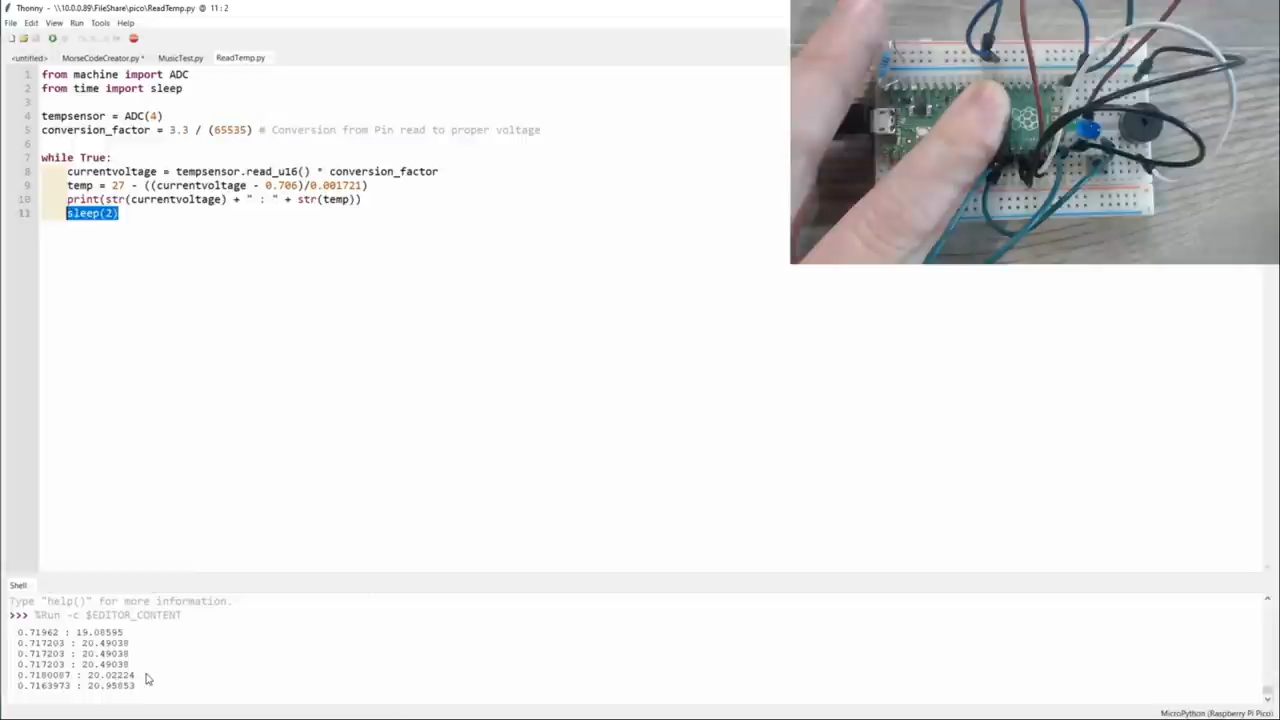 Thonny - \\10.0.0.89\FileShare\pico\ReadTemp.py @ 11:2
File Edit View Run Tools Help
<untitled> MorseCodeCreator.py * MusicTest.py ReadTemp.py
1 from machine import ADC
2 from time import sleep
3
4 tempsensor = ADC(4)
5 conversion_factor = 3.3 / (65535) # Conversion from Pin read to proper voltage
6
7 while True:
8 currentvoltage = tempsensor.read_u16() * conversion_factor
9 temp = 27 - ((currentvoltage - 0.706)/0.001721)
10 print(str(currentvoltage) + " : " + str(temp))
11 sleep(2)
Shell
Type "help()" for more information.
>>> %Run -c $EDITOR_CONTENT
0.71962 : 19.08595
0.717203 : 20.49038
0.717203 : 20.49038
0.717203 : 20.49038
0.7180087 : 20.02224
0.7163973 : 20.95853
MicroPython (Raspberry Pi Pico)